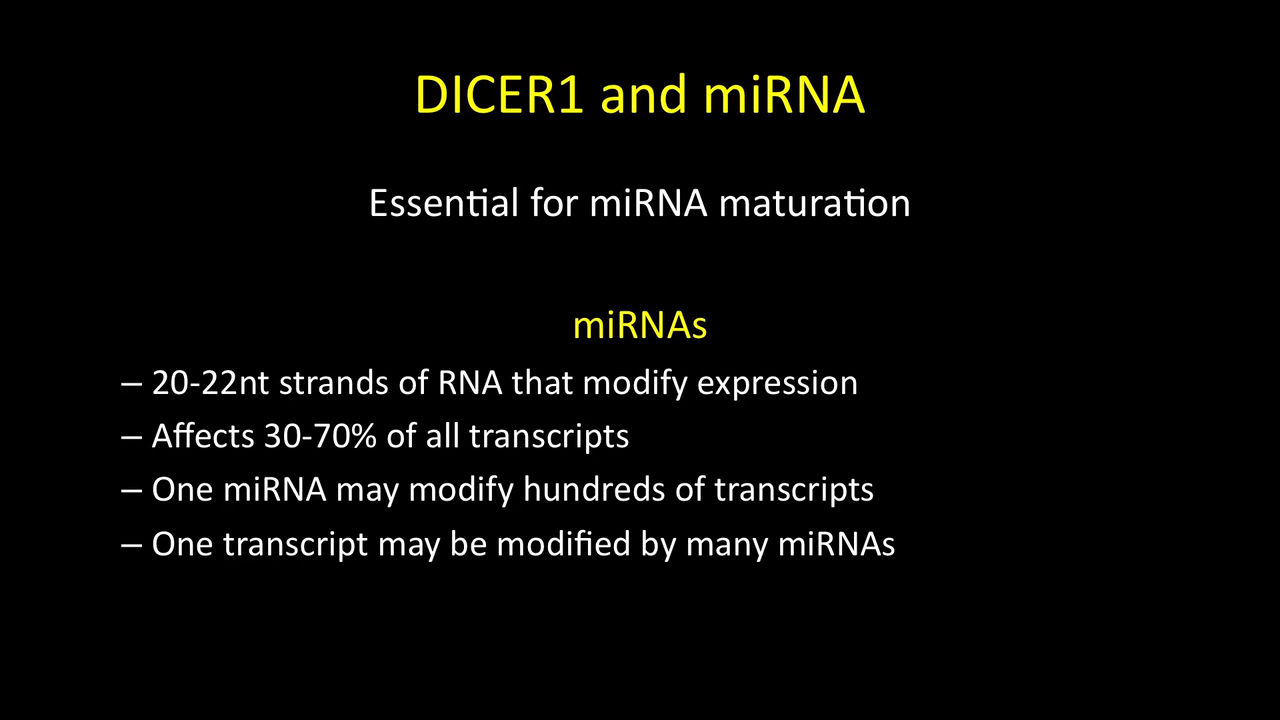 DICER1 and miRNA
Essential for miRNA maturation
miRNAs
– 20-22nt strands of RNA that modify expression
– Affects 30-70% of all transcripts
– One miRNA may modify hundreds of transcripts
– One transcript may be modified by many miRNAs